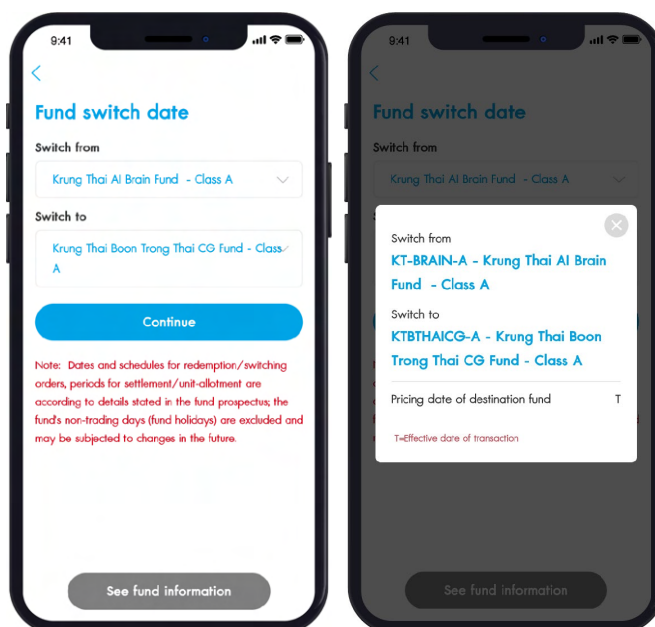 9:41
Fund switch date
Switch from
Krung Thai AI Brain Fund - Class A
Switch to
Krung Thai Boon Trong Thai CG Fund - Class
A
Continue
Note: Dates and schedules for redemption/switching
orders, periods for settlement/unit-allotment are
according to details stated in the fund prospectus; the
fund's non-trading days (fund holidays) are excluded and
may be subjected to changes in the future.
See fund information
9:41
Fund switch date
Switch from
Krung Thai AI Brain Fund - Class A
Switch from
KT-BRAIN-A - Krung Thai AI Brain
Fund - Class A
Switch to
KTBTHAICG-A - Krung Thai Boon
Trong Thai CG Fund - Class A
Pricing date of destination fund T
T=Effective date of transaction
See fund information